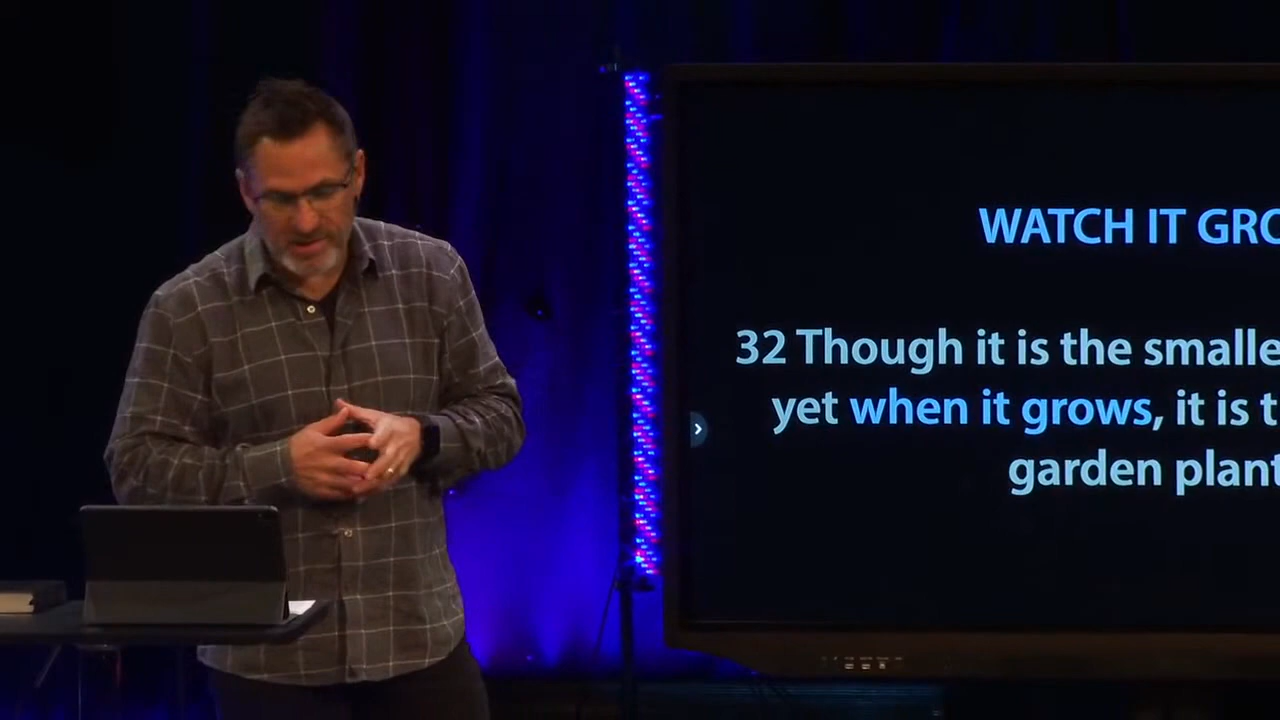 WATCH IT GRO
32 Though it is the smalle
yet when it grows, it is t
garden plant